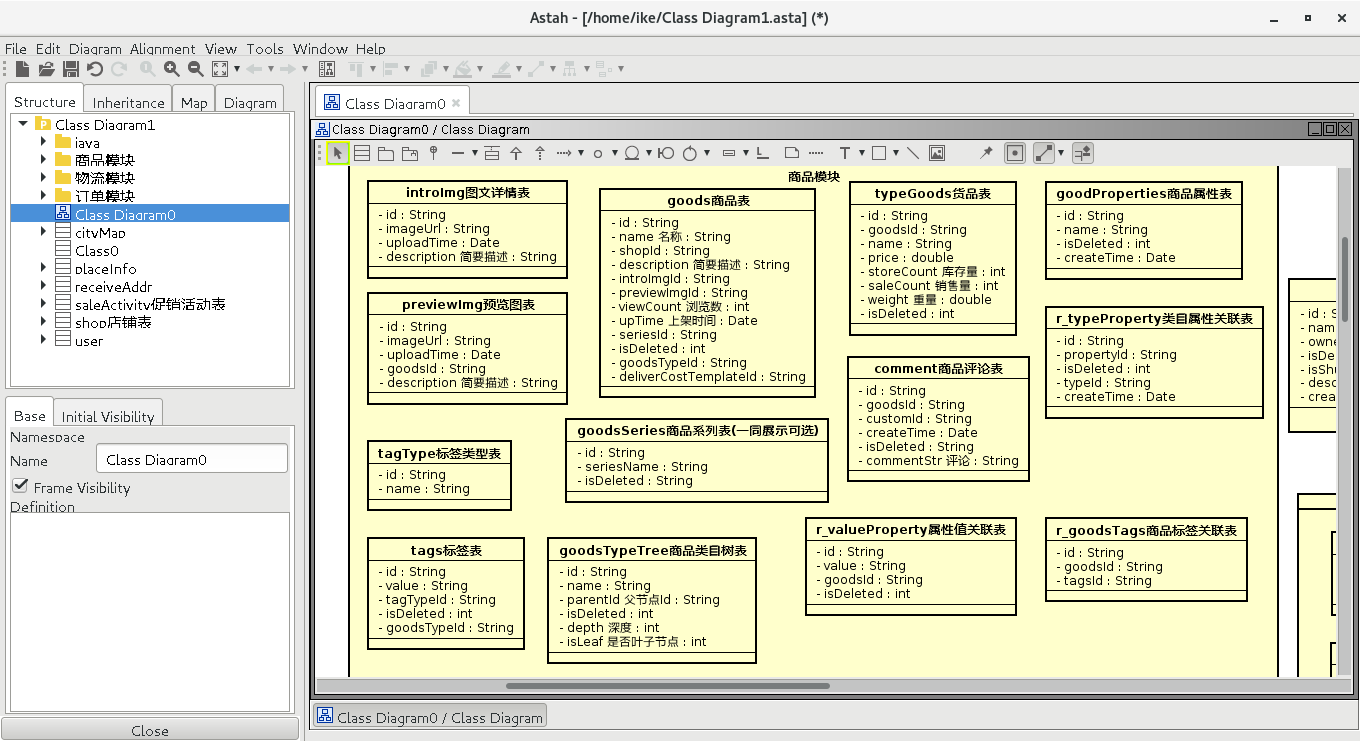 Astah - [/home/ike/Class Diagram1.asta] (*)
File Edit Diagram Alignment View Tools Window Help
Structure Inheritance Map Diagram
Class Diagram1
java
商品模块
物流模块
订单模块
Class Diagram0
cityMap
Class0
placeInfo
receiveAddr
saleActivity促销活动表
shop店铺表
user
Base Initial Visibility
Namespace
Name Class Diagram0
Frame Visibility
Definition
Close
Class Diagram0
Class Diagram0 / Class Diagram
商品模块
introImg图文详情表
- id : String
- imageUrl : String
- uploadTime : Date
- description 简要描述 : String
previewImg预览图表
- id : String
- imageUrl : String
- uploadTime : Date
- goodsId : String
- description 简要描述 : String
tagType标签类型表
- id : String
- name : String
tags标签表
- id : String
- value : String
- tagTypeId : String
- isDeleted : int
- goodsTypeId : String
goods商品表
- id : String
- name 名称 : String
- shopId : String
- description 简要描述 : String
- introImgId : String
- previewImgId : String
- viewCount 浏览数 : int
- upTime 上架时间 : Date
- seriesId : String
- isDeleted : int
- goodsTypeId : String
- deliverCostTemplateId : String
goodsSeries商品系列表(一同展示可选)
- id : String
- seriesName : String
- isDeleted : String
goodsTypeTree商品类目树表
- id : String
- name : String
- parentId 父节点Id : String
- isDeleted : int
- depth 深度 : int
- isLeaf 是否叶子节点 : int
typeGoods货品表
- id : String
- goodsId : String
- name : String
- price : double
- storeCount 库存量 : int
- saleCount 销售量 : int
- weight 重量 : double
- isDeleted : int
comment商品评论表
- id : String
- goodsId : String
- customId : String
- createTime : Date
- isDeleted : String
- commentStr 评论 : String
r_valueProperty属性值关联表
- id : String
- value : String
- goodsId : String
- isDeleted : int
goodProperties商品属性表
- id : String
- name : String
- isDeleted : int
- createTime : Date
r_typeProperty类目属性关联表
- id : String
- propertyId : String
- isDeleted : int
- typeId : String
- createTime : Date
r_goodsTags商品标签关联表
- id : String
- goodsId : String
- tagsId : String
- id : S
- nam
- own
- isDe
- isSh
- desc
- crea
Class Diagram0 / Class Diagram